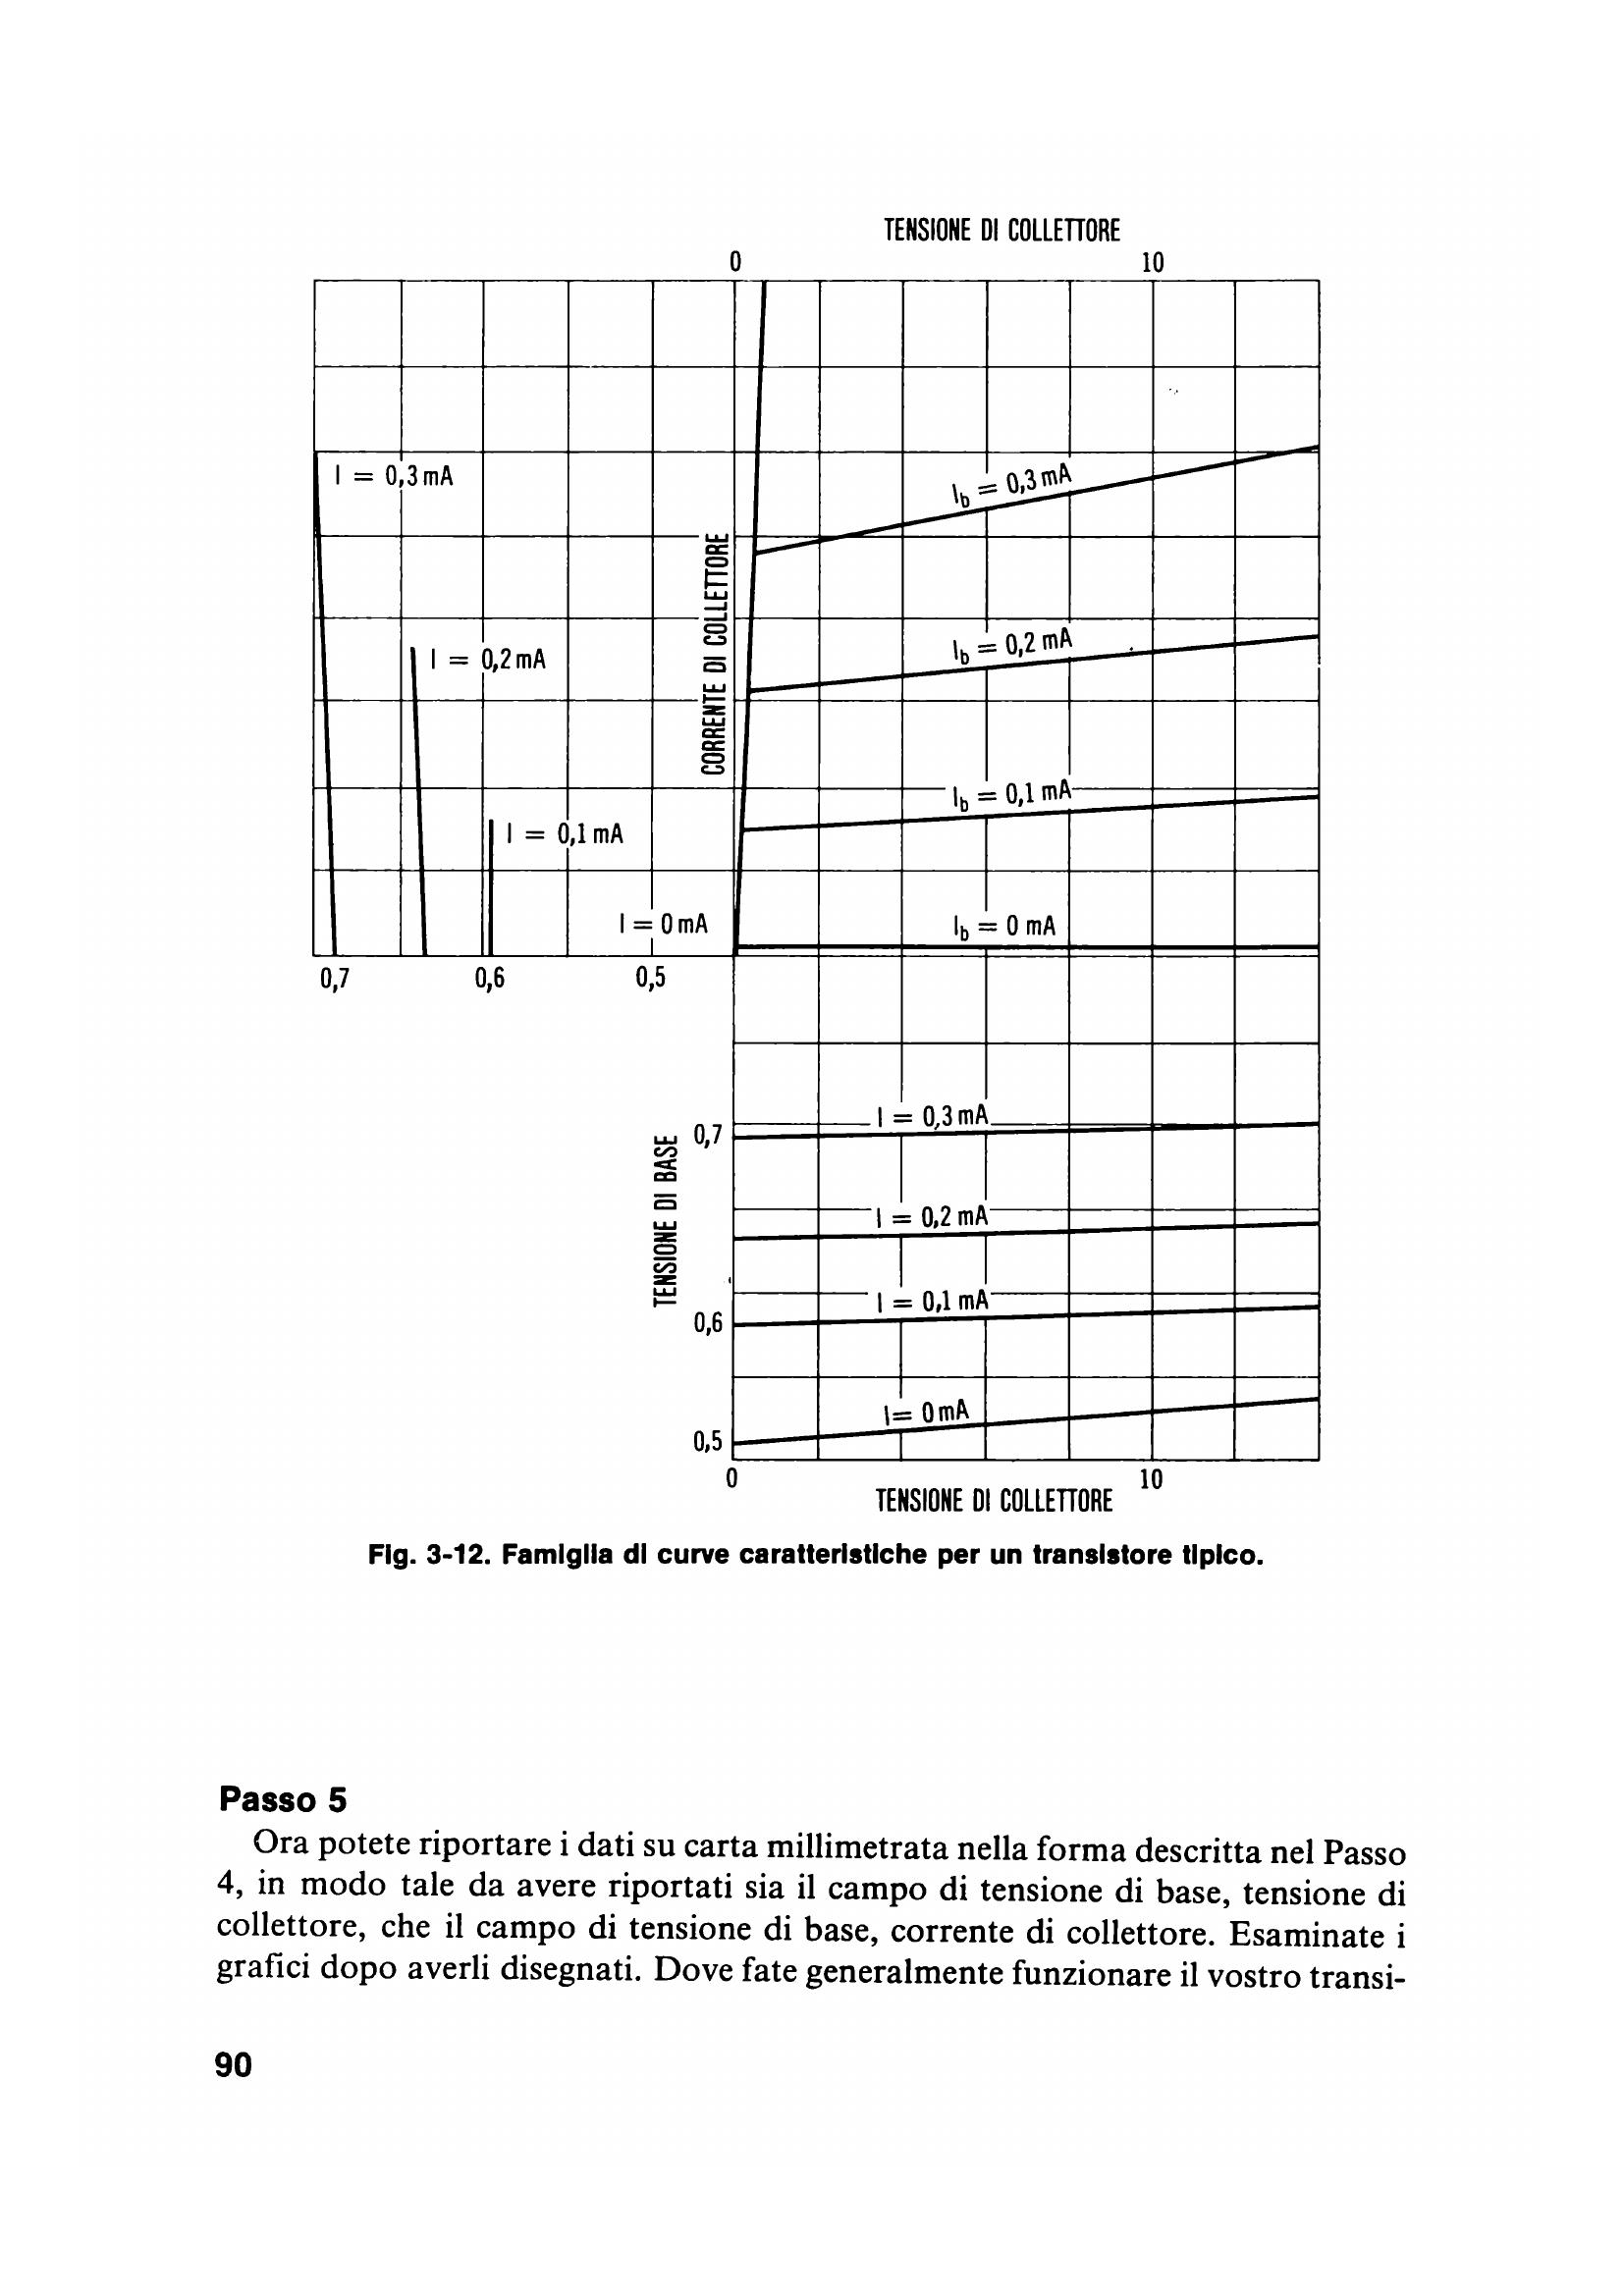 TENSIONE DI COLLETTORE
0 10
I = 0,3 mA
I_b = 0,3 mA
CORRENTE DI COLLETTORE
I = 0,2 mA
I_b = 0,2 mA
I = 0,1 mA
I_b = 0,1 mA
I = 0 mA
I_b = 0 mA
0,7 0,6 0,5
TENSIONE DI BASE
0,7
I = 0,3 mA
I = 0,2 mA
I = 0,1 mA
0,6
I = 0 mA
0,5
0 10
TENSIONE DI COLLETTORE
Fig. 3-12. Famiglia di curve caratteristiche per un transistore tipico.
Passo 5
Ora potete riportare i dati su carta millimetrata nella forma descritta nel Passo
4, in modo tale da avere riportati sia il campo di tensione di base, tensione di
collettore, che il campo di tensione di base, corrente di collettore. Esaminate i
grafici dopo averli disegnati. Dove fate generalmente funzionare il vostro transi-
90